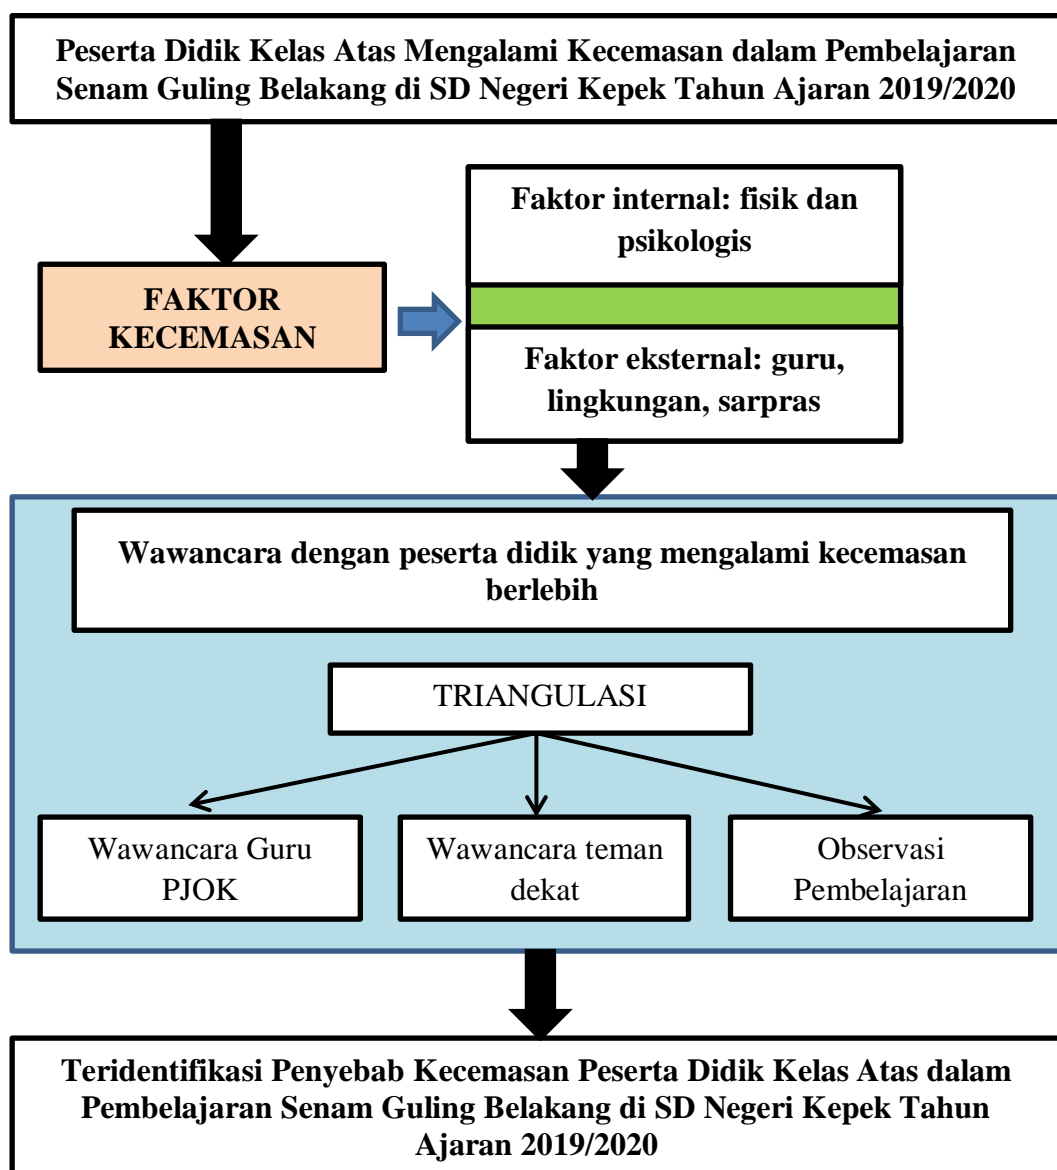 Peserta Didik Kelas Atas Mengalami Kecemasan dalam Pembelajaran
Senam Guling Belakang di SD Negeri Kepek Tahun Ajaran 2019/2020
Faktor internal: fisik dan
psikologis
FAKTOR
KECEMASAN
Faktor eksternal: guru,
lingkungan, sarpras
Wawancara dengan peserta didik yang mengalami kecemasan
berlebih
TRIANGULASI
Wawancara Guru
PJOK
Wawancara teman
dekat
Observasi
Pembelajaran
Teridentifikasi Penyebab Kecemasan Peserta Didik Kelas Atas dalam
Pembelajaran Senam Guling Belakang di SD Negeri Kepek Tahun
Ajaran 2019/2020